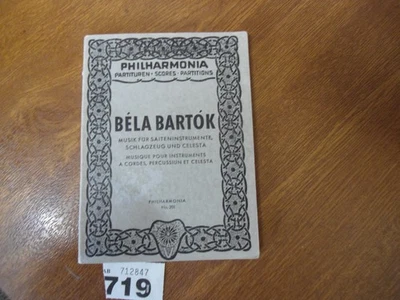 PHILHARMONIA
PARTITUREN · SCORES · PARTITIONS
BÉLA BARTÓK
MUSIK FÜR SAITENINSTRUMENTE,
SCHLAGZEUG UND CELESTA
MUSIQUE POUR INSTRUMENTS
A CORDES, PERCUSSION ET CELESTA
PHILHARMONIA
No.
712847
719